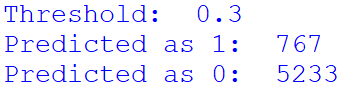 Threshold:  0.3
Predicted as 1:  767
Predicted as 0:  5233